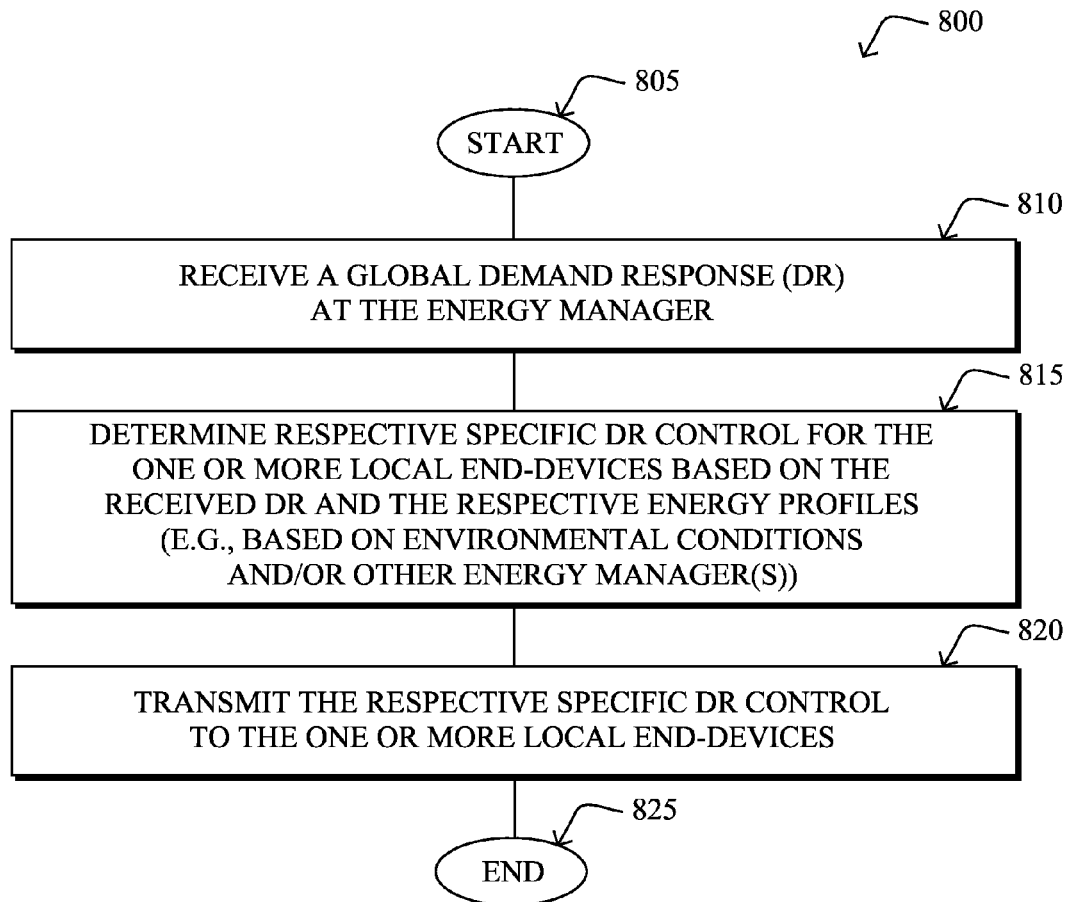 800
805
START
810
RECEIVE A GLOBAL DEMAND RESPONSE (DR)
AT THE ENERGY MANAGER
815
DETERMINE RESPECTIVE SPECIFIC DR CONTROL FOR THE
ONE OR MORE LOCAL END-DEVICES BASED ON THE
RECEIVED DR AND THE RESPECTIVE ENERGY PROFILES
(E.G., BASED ON ENVIRONMENTAL CONDITIONS
AND/OR OTHER ENERGY MANAGER(S))
820
TRANSMIT THE RESPECTIVE SPECIFIC DR CONTROL
TO THE ONE OR MORE LOCAL END-DEVICES
825
END